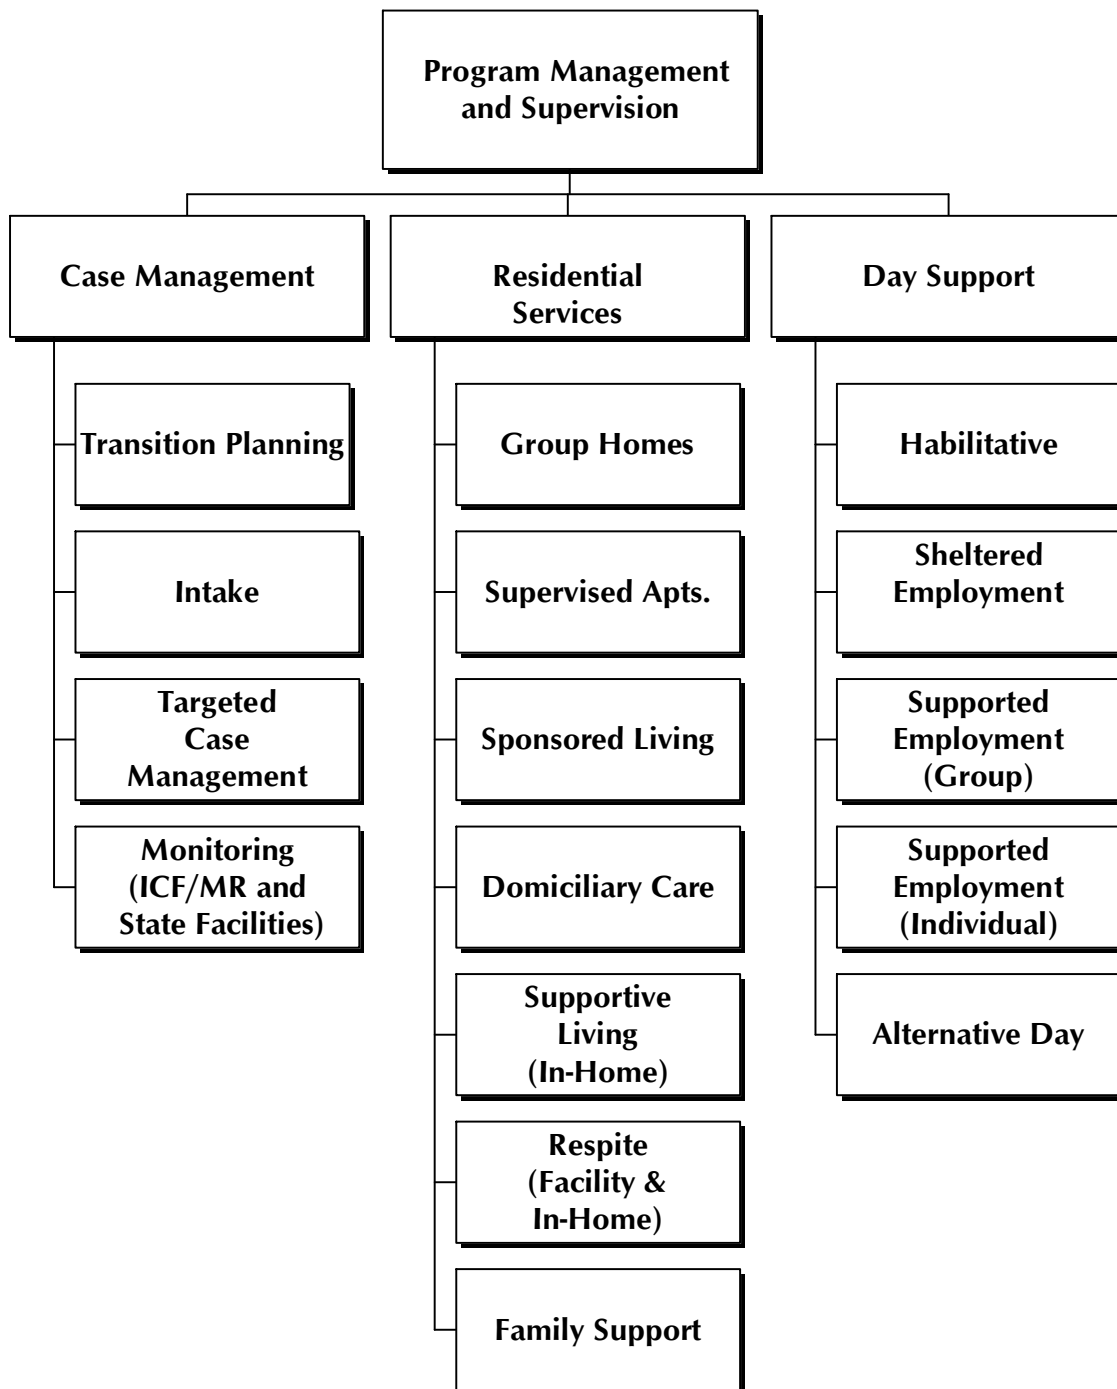 Program Management
and Supervision
Case Management
Residential
Services
Day Support
Transition Planning
Intake
Targeted
Case
Management
Monitoring
(ICF/MR and
State Facilities)
Group Homes
Supervised Apts.
Sponsored Living
Domiciliary Care
Supportive
Living
(In-Home)
Respite
(Facility &
In-Home)
Family Support
Habilitative
Sheltered
Employment
Supported
Employment
(Group)
Supported
Employment
(Individual)
Alternative Day